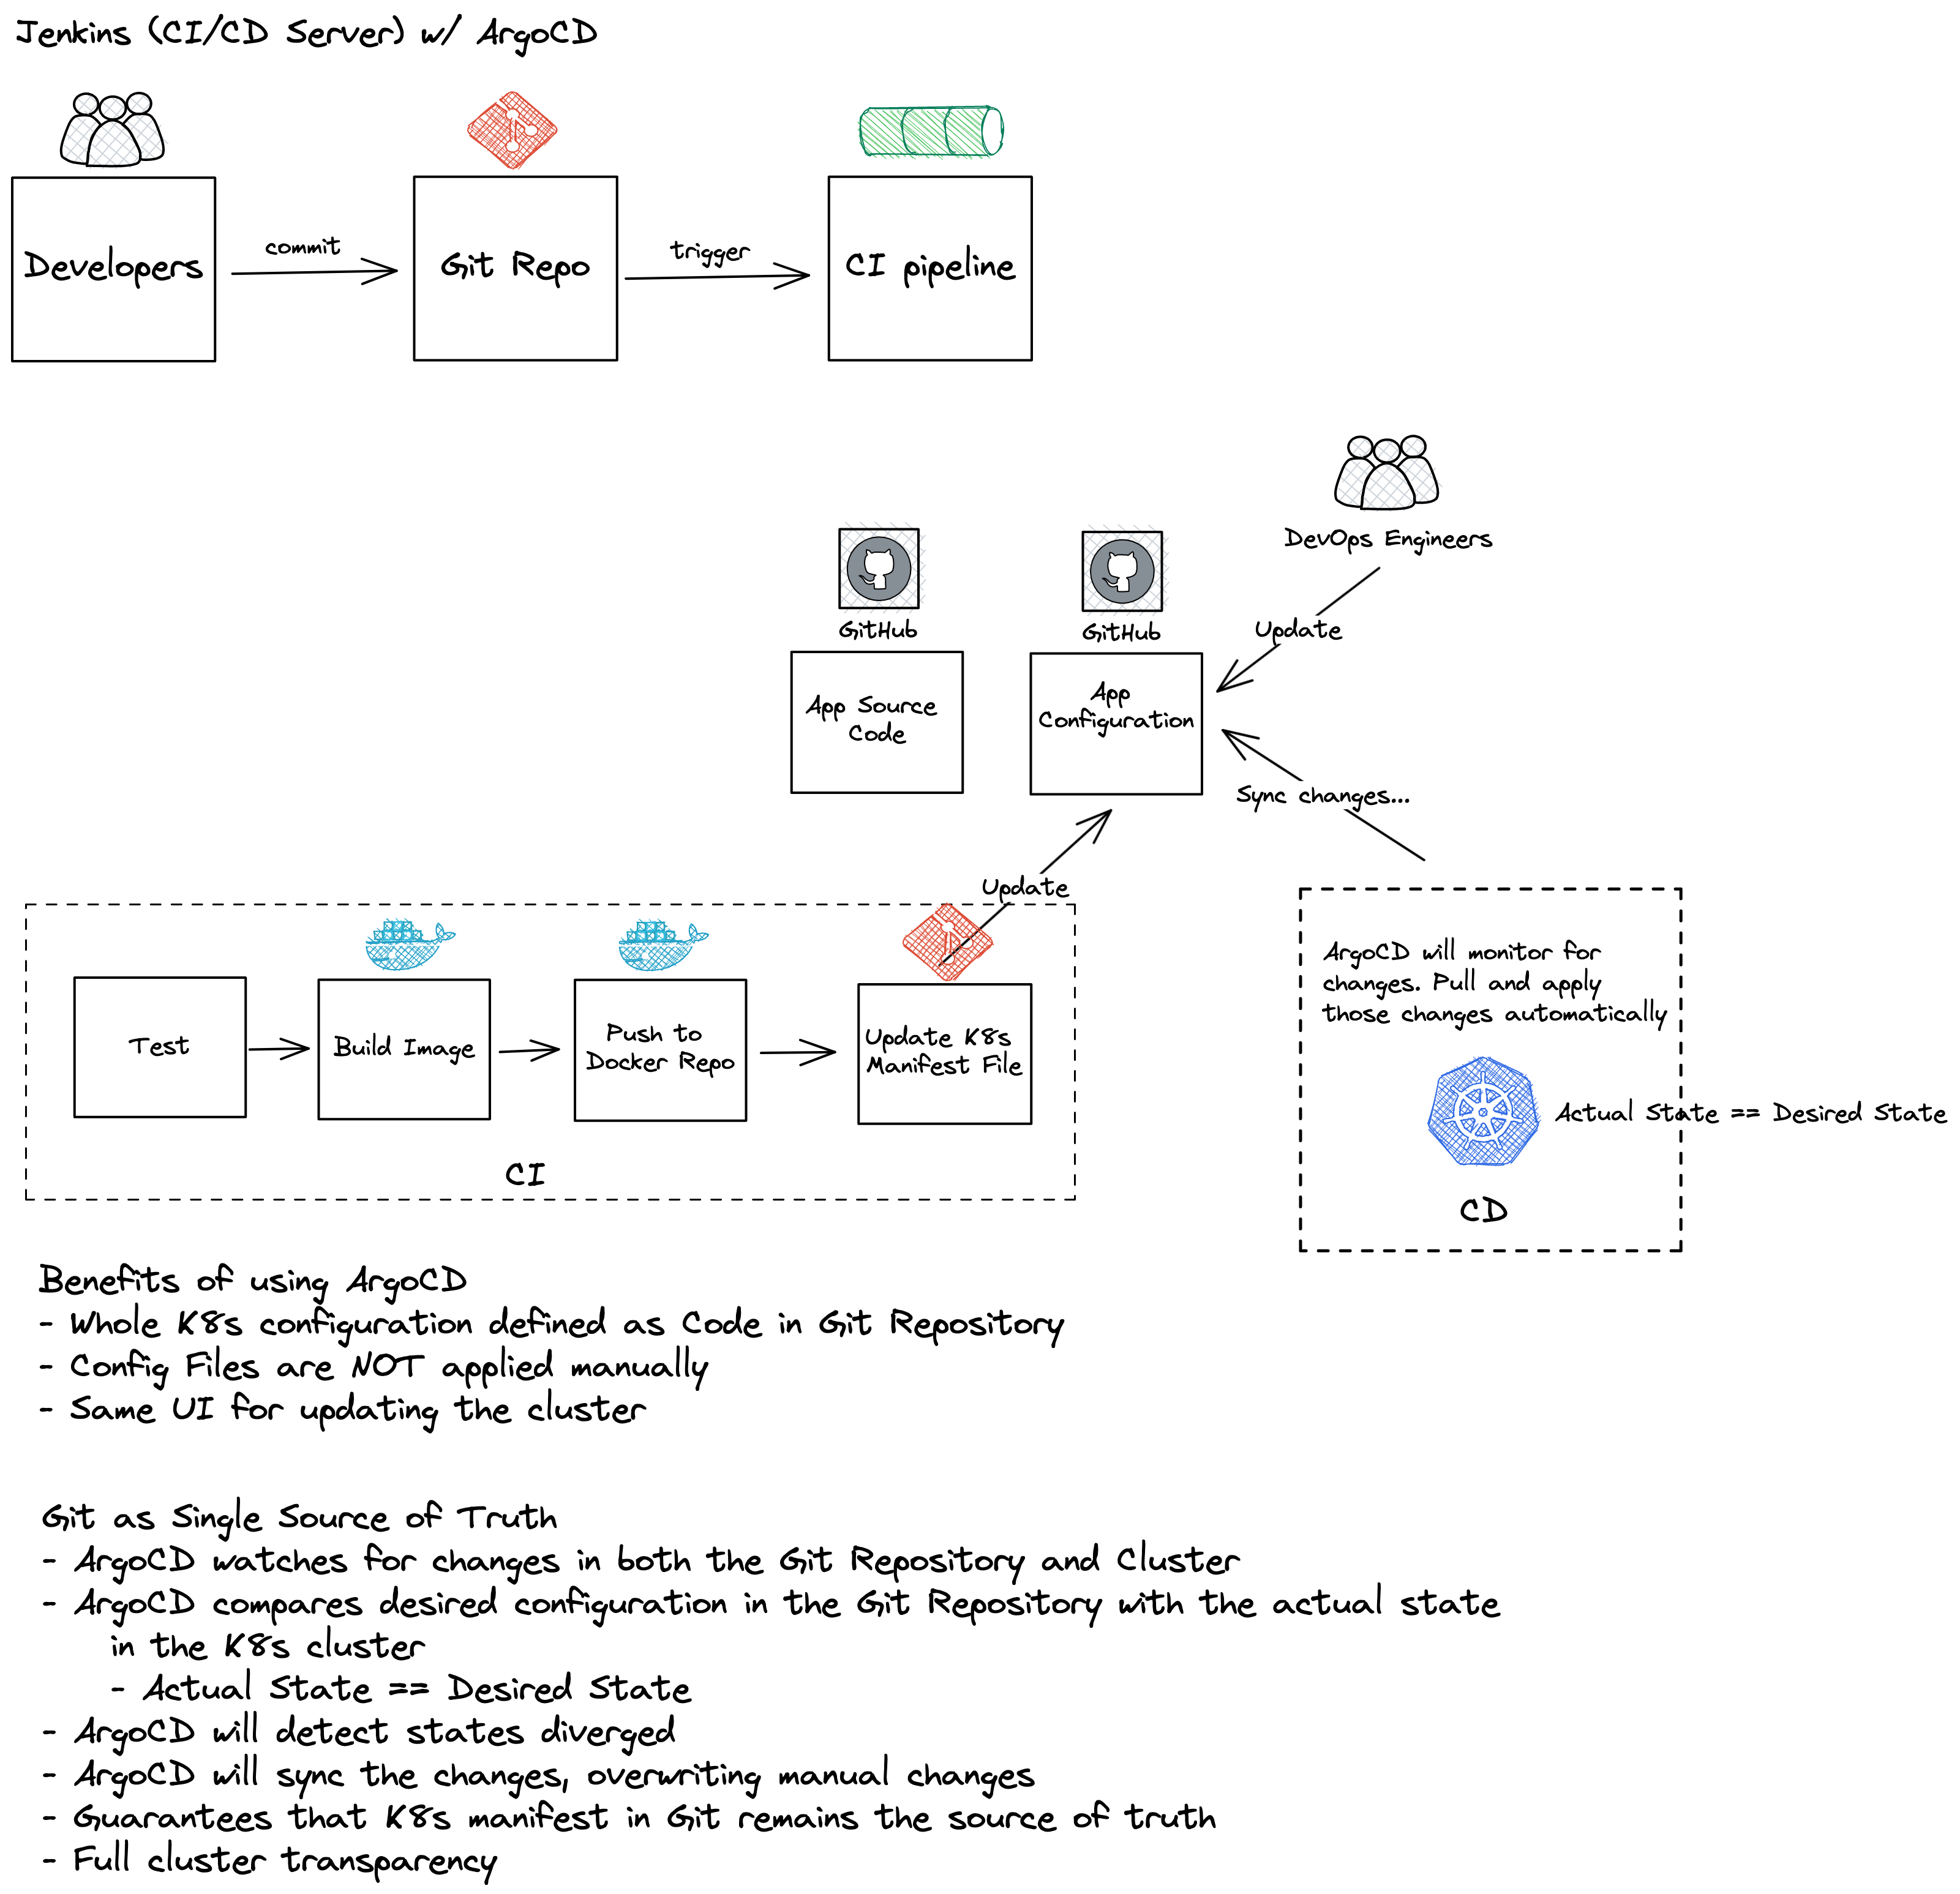 Jenkins (CI/CD Server) w/ ArgoCD
Developers
commit
Git Repo
trigger
CI pipeline
DevOps Engineers
GitHub
GitHub
Update
App Source
Code
App
Configuration
Sync changes...
Update
ArgoCD will monitor for
changes. Pull and apply
those changes automatically
Test
Build Image
Push to
Docker Repo
Update K8s
Manifest File
Actual State == Desired State
CI
CD
Benefits of using ArgoCD
- Whole K8s configuration defined as Code in Git Repository
- Config Files are NOT applied manually
- Same UI for updating the cluster
Git as Single Source of Truth
- ArgoCD watches for changes in both the Git Repository and Cluster
- ArgoCD compares desired configuration in the Git Repository with the actual state
in the K8s cluster
- Actual State == Desired State
- ArgoCD will detect states diverged
- ArgoCD will sync the changes, overwriting manual changes
- Guarantees that K8s manifest in Git remains the source of truth
- Full cluster transparency